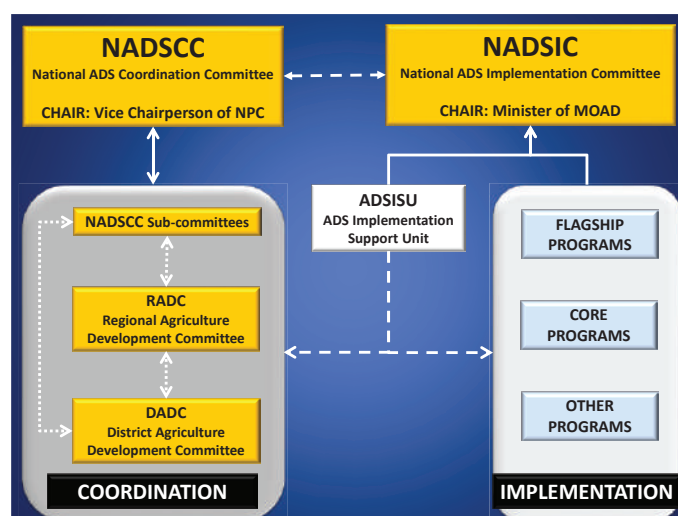 NADSCC
National ADS Coordination Committee
CHAIR: Vice Chairperson of NPC
NADSIC
National ADS Implementation Committee
CHAIR: Minister of MOAD
NADSCC Sub-committees
RADC
Regional Agriculture
Development Committee
DADC
District Agriculture
Development Committee
COORDINATION
ADSISU
ADS Implementation
Support Unit
FLAGSHIP
PROGRAMS
CORE
PROGRAMS
OTHER
PROGRAMS
IMPLEMENTATION